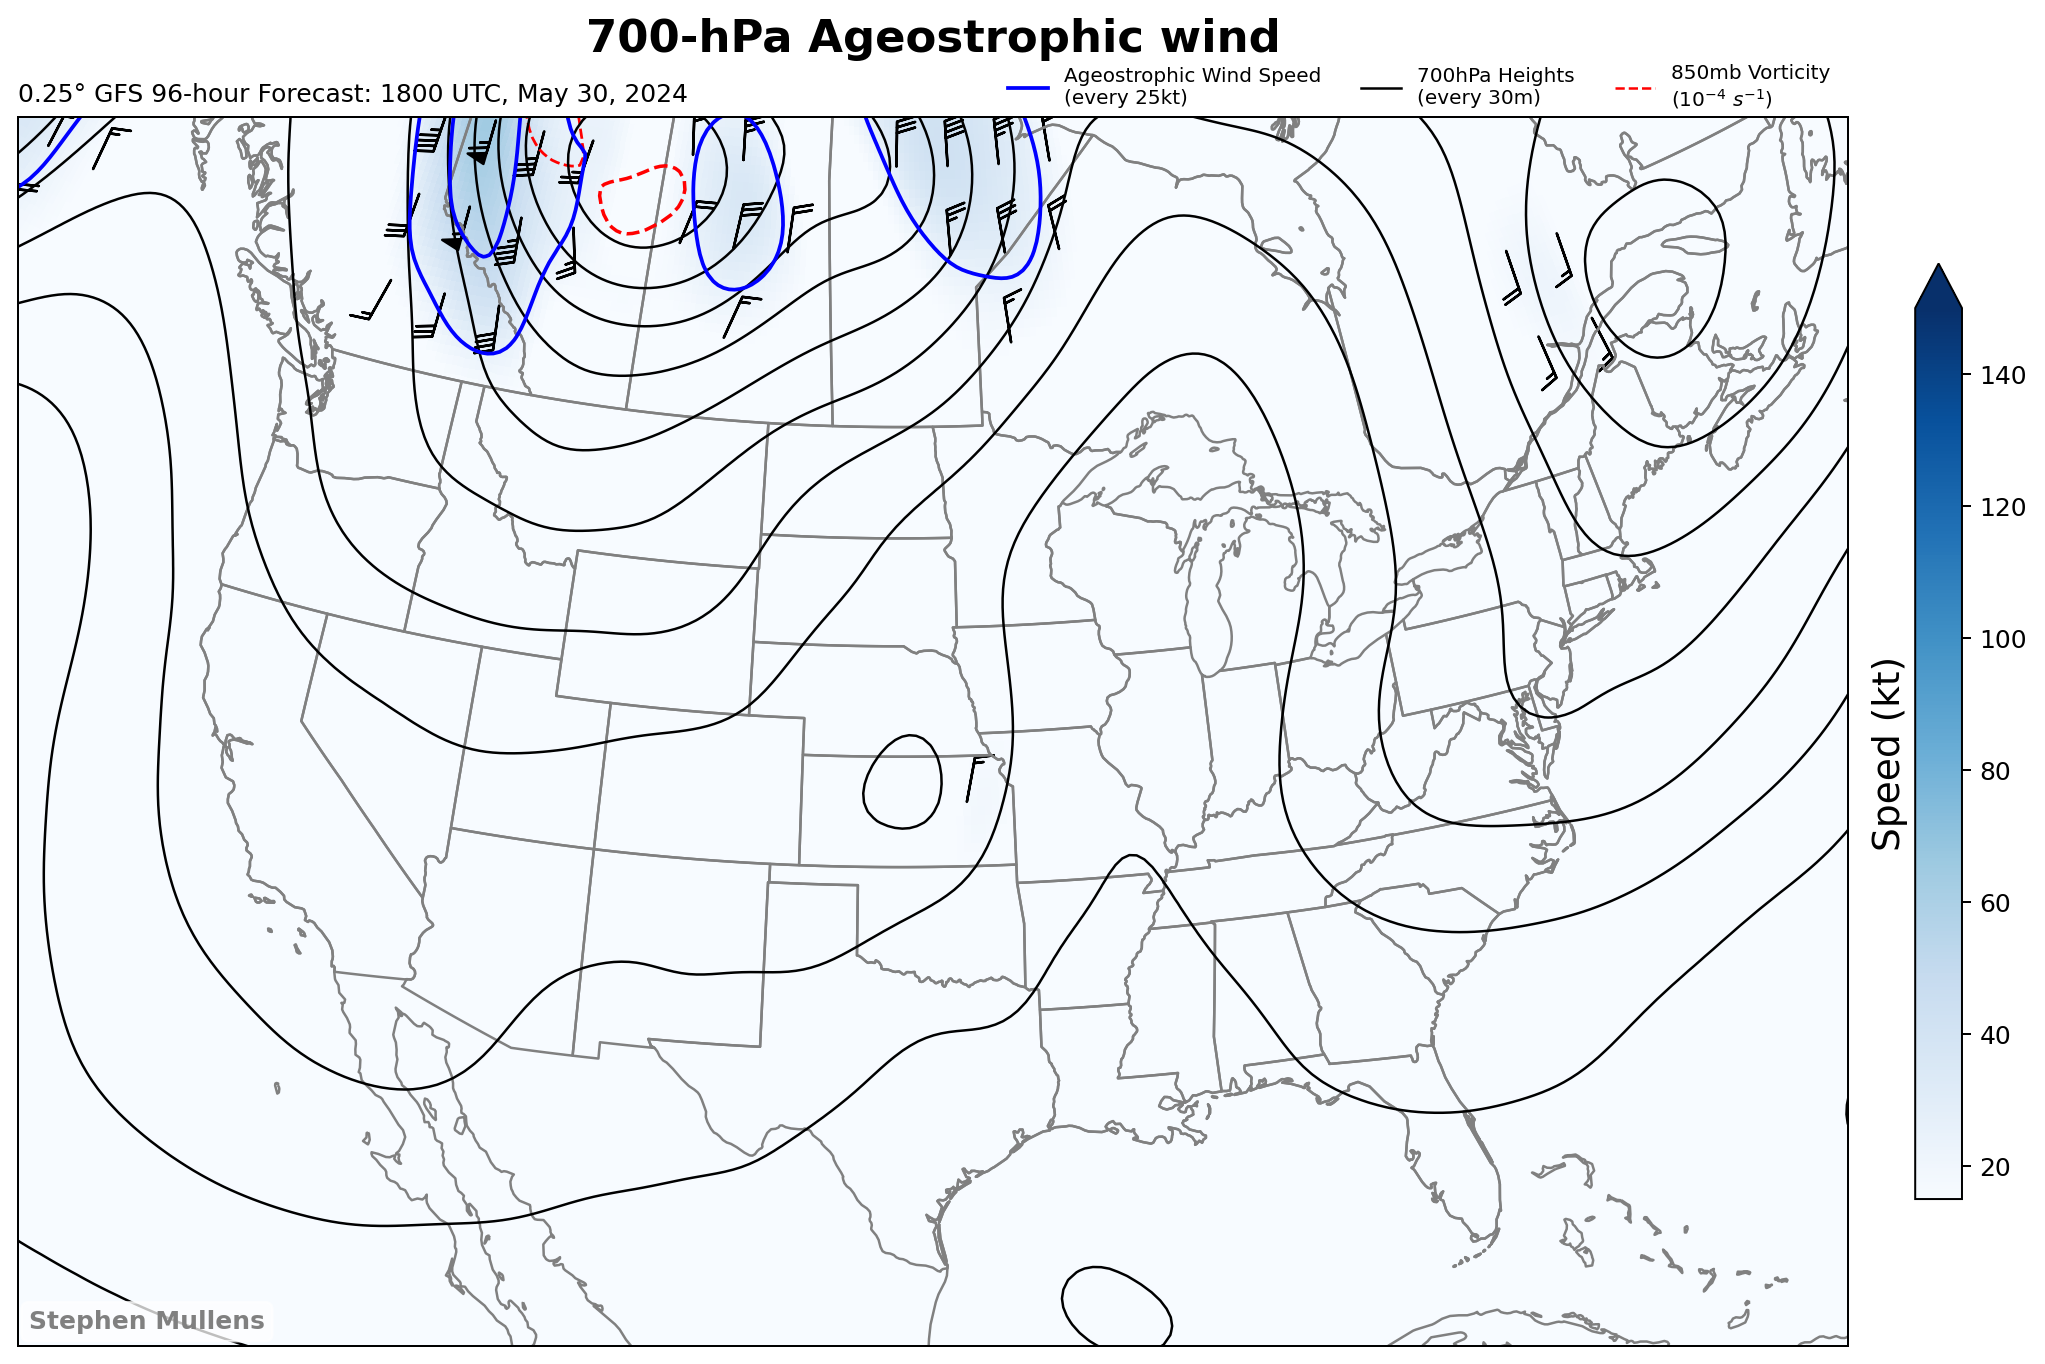 700-hPa Ageostrophic wind
0.25° GFS 96-hour Forecast: 1800 UTC, May 30, 2024
Ageostrophic Wind Speed
(every 25kt)
700hPa Heights
(every 30m)
850mb Vorticity
(10⁻⁴ s⁻¹)
140
120
100
80
60
40
20
Speed (kt)
Stephen Mullens